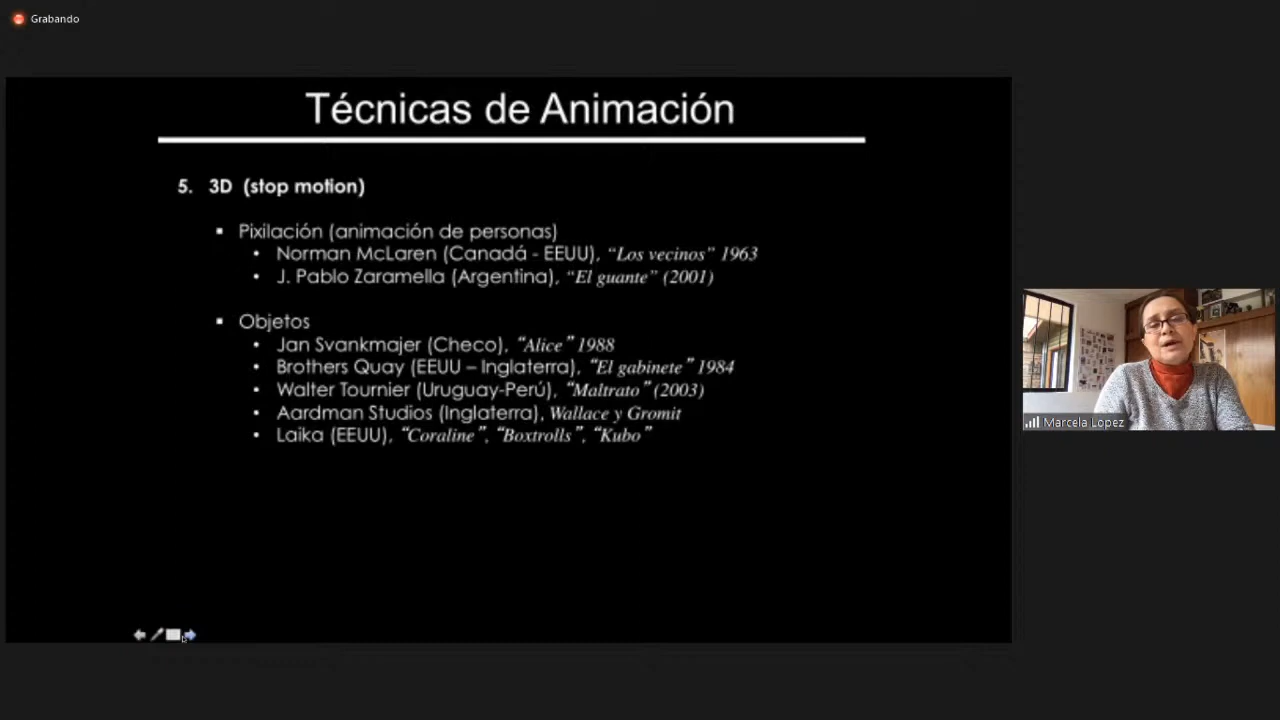 Grabando
Técnicas de Animación
5. 3D (stop motion)
▪ Pixilación (animación de personas)
• Norman McLaren (Canadá - EEUU), “Los vecinos” 1963
• J. Pablo Zaramella (Argentina), “El guante” (2001)
▪ Objetos
• Jan Svankmajer (Checo), “Alice” 1988
• Brothers Quay (EEUU – Inglaterra), “El gabinete” 1984
• Walter Tournier (Uruguay-Perú), “Maltrato” (2003)
• Aardman Studios (Inglaterra), Wallace y Gromit
• Laika (EEUU), “Coraline”, “Boxtrolls”, “Kubo”
Marcela Lopez